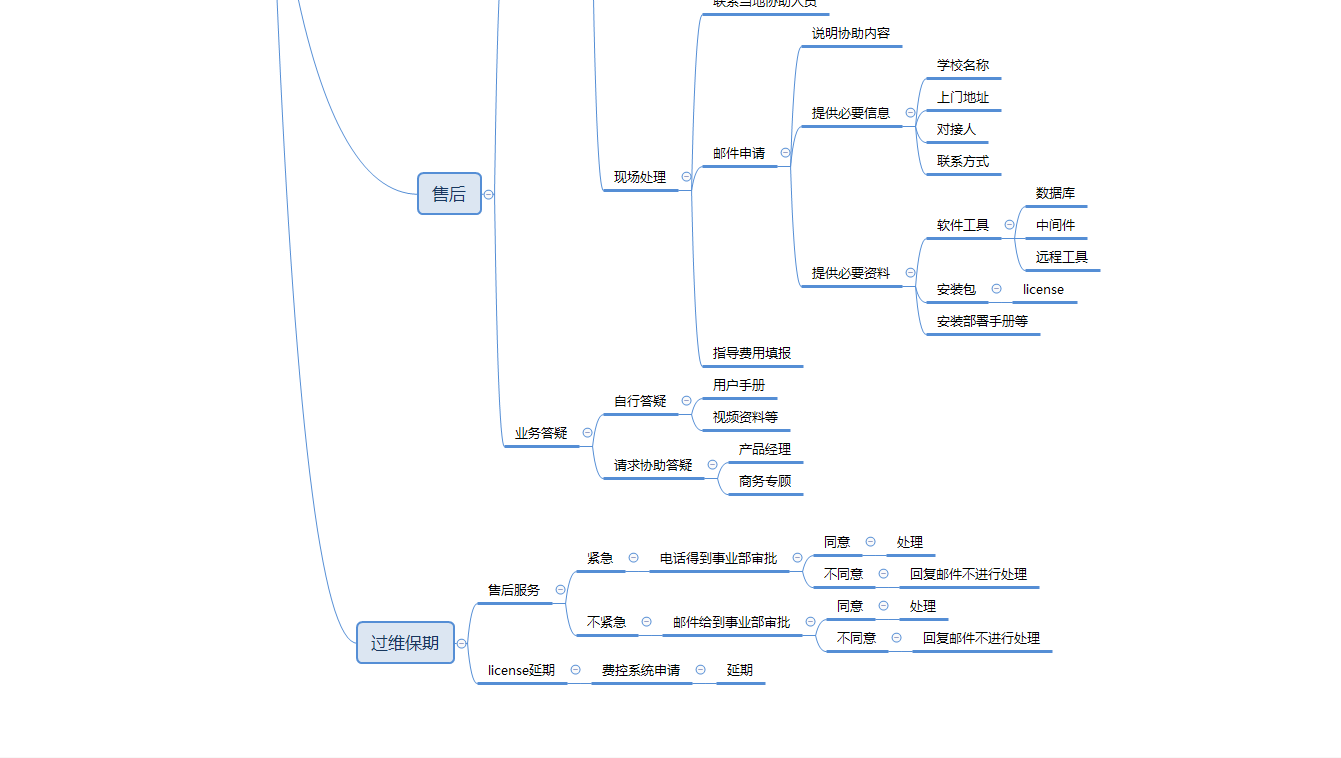 联系当地协助人员
说明协助内容
学校名称
上门地址
提供必要信息
对接人
邮件申请
联系方式
现场处理
售后
数据库
软件工具
中间件
远程工具
提供必要资料
安装包
license
安装部署手册等
指导费用填报
用户手册
自行答疑
视频资料等
业务答疑
产品经理
请求协助答疑
商务专顾
同意
处理
紧急
电话得到事业部审批
不同意
回复邮件不进行处理
售后服务
同意
处理
不紧急
邮件给到事业部审批
不同意
回复邮件不进行处理
过维保期
license延期
费控系统申请
延期